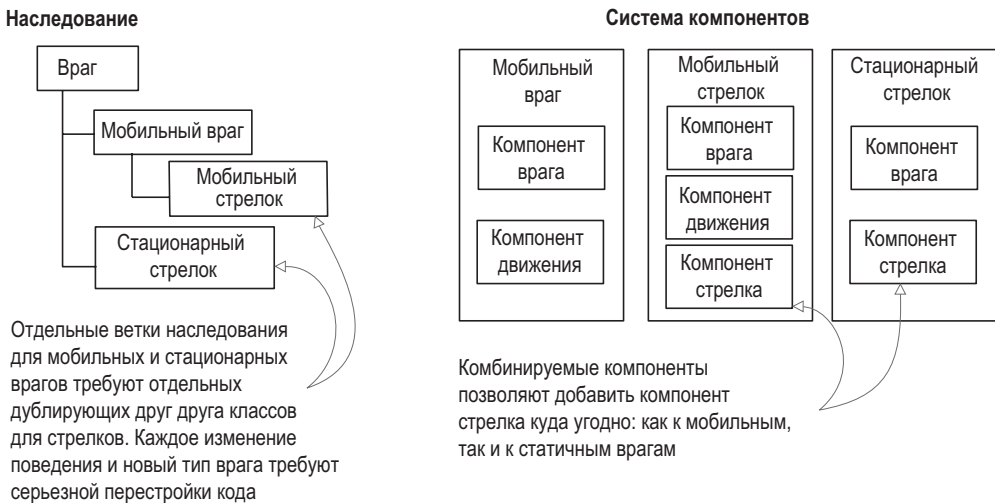 Наследование
Враг
Мобильный враг
Мобильный
стрелок
Стационарный
стрелок
Отдельные ветки наследования
для мобильных и стационарных
врагов требуют отдельных
дублирующих друг друга классов
для стрелков. Каждое изменение
поведения и новый тип врага требуют
серьезной перестройки кода
Система компонентов
Мобильный
враг
Компонент
врага
Компонент
движения
Мобильный
стрелок
Компонент
врага
Компонент
движения
Компонент
стрелка
Стационарный
стрелок
Компонент
врага
Компонент
стрелка
Комбинируемые компоненты
позволяют добавить компонент
стрелка куда угодно: как к мобильным,
так и к статичным врагам